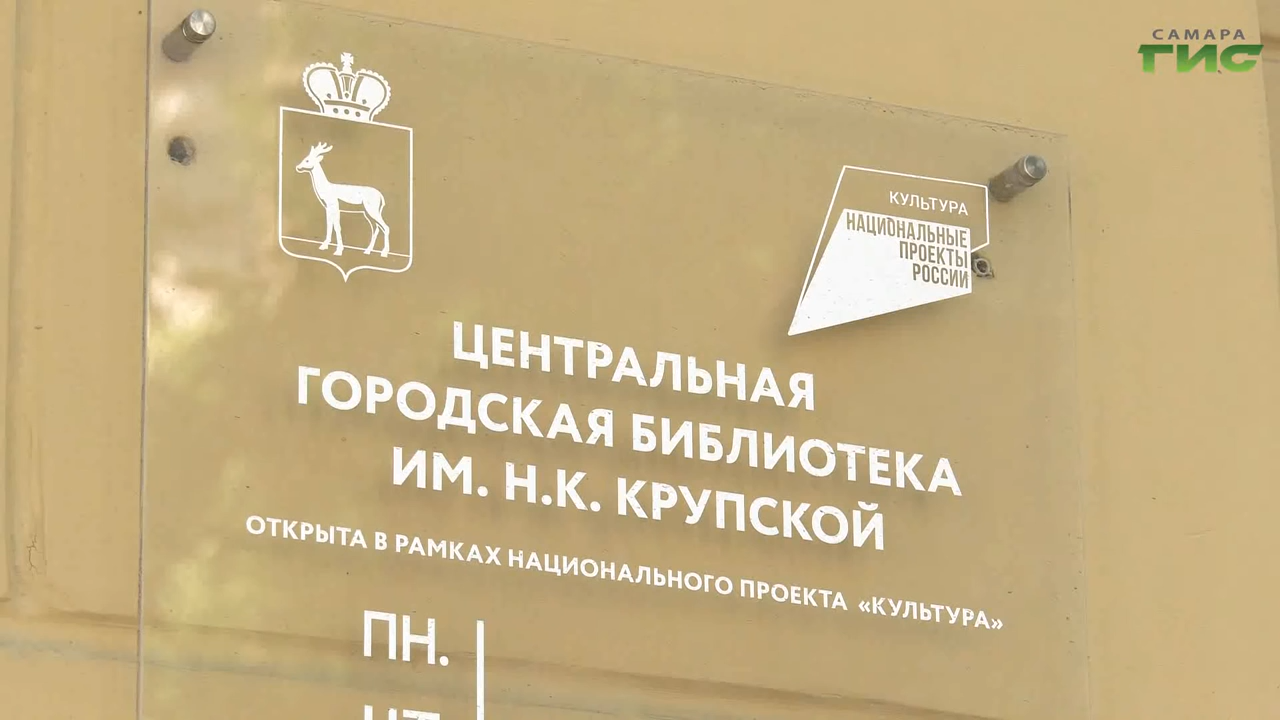 САМАРА
ГИС
КУЛЬТУРА
НАЦИОНАЛЬНЫЕ
ПРОЕКТЫ
РОССИИ
ЦЕНТРАЛЬНАЯ
ГОРОДСКАЯ БИБЛИОТЕКА
ИМ. Н.К. КРУПСКОЙ
ОТКРЫТА В РАМКАХ НАЦИОНАЛЬНОГО ПРОЕКТА «КУЛЬТУРА»
ПН.